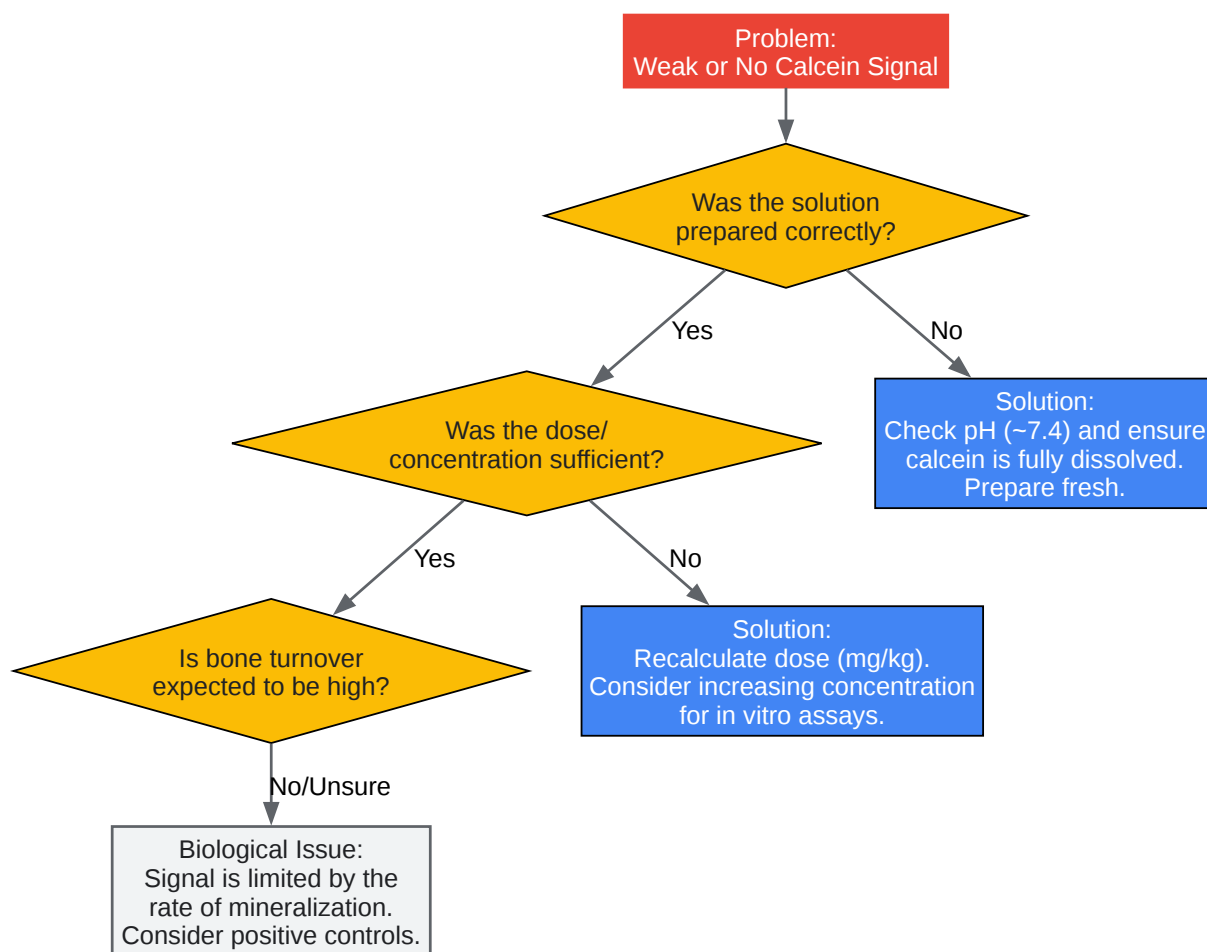 Problem:
Weak or No Calcein Signal
Was the solution
prepared correctly?
Yes
No
Solution:
Check pH (~7.4) and ensure
calcein is fully dissolved.
Prepare fresh.
Was the dose/
concentration sufficient?
Yes
No
Solution:
Recalculate dose (mg/kg).
Consider increasing concentration
for in vitro assays.
Is bone turnover
expected to be high?
No/Unsure
Biological Issue:
Signal is limited by the
rate of mineralization.
Consider positive controls.